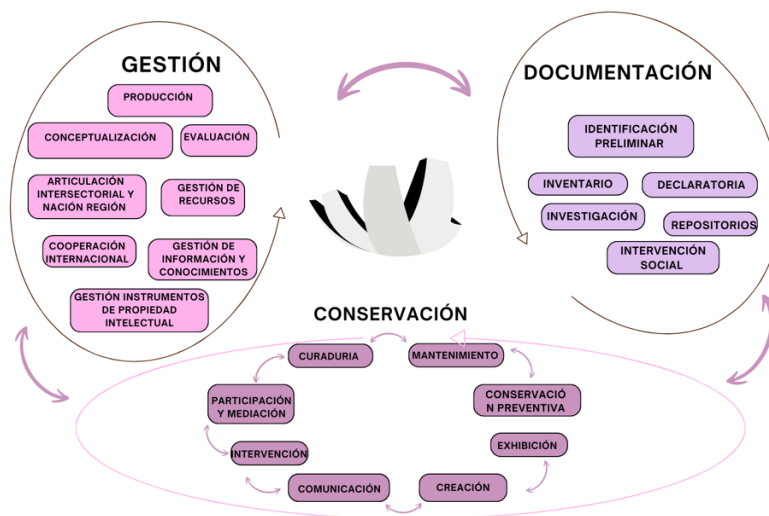 GESTIÓN
PRODUCCIÓN
CONCEPTUALIZACIÓN
EVALUACIÓN
ARTICULACIÓN
INTERSECTORIAL Y
NACIÓN REGIÓN
GESTIÓN DE
RECURSOS
COOPERACIÓN
INTERNACIONAL
GESTIÓN DE
INFORMACIÓN Y
CONOCIMIENTOS
GESTIÓN INSTRUMENTOS
DE PROPIEDAD
INTELECTUAL
DOCUMENTACIÓN
IDENTIFICACIÓN
PRELIMINAR
INVENTARIO
DECLARATORIA
INVESTIGACIÓN
REPOSITORIOS
INTERVENCIÓN
SOCIAL
CONSERVACIÓN
CURADURIA
MANTENIMIENTO
PARTICIPACIÓN
Y MEDIACIÓN
CONSERVACIÓ
N PREVENTIVA
INTERVENCIÓN
EXHIBICIÓN
COMUNICACIÓN
CREACIÓN